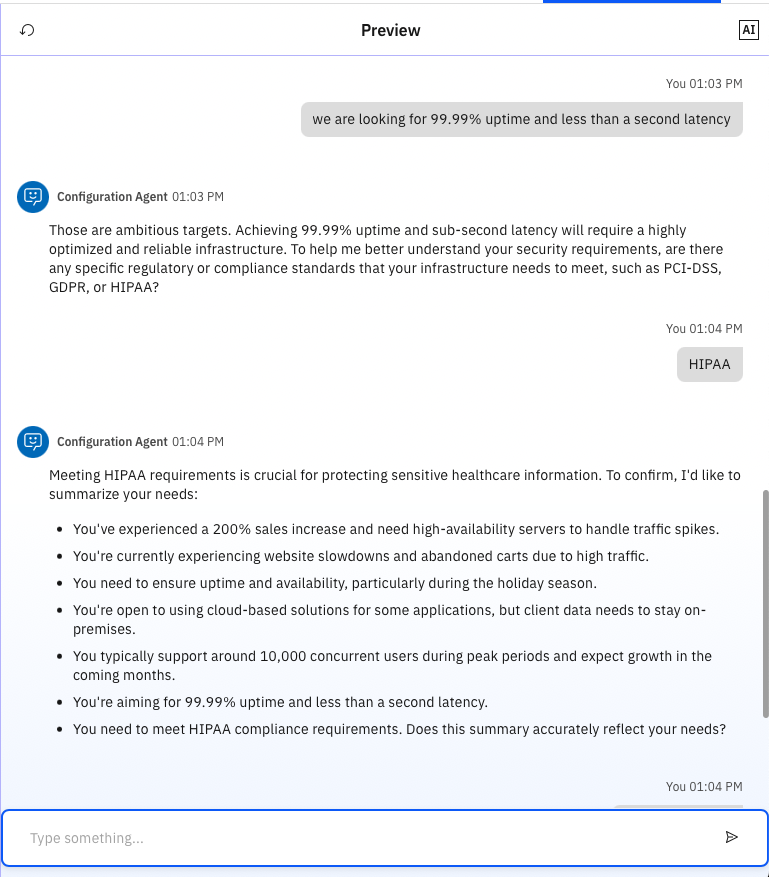 Preview
AI
You 01:03 PM
we are looking for 99.99% uptime and less than a second latency
Configuration Agent 01:03 PM
Those are ambitious targets. Achieving 99.99% uptime and sub-second latency will require a highly
optimized and reliable infrastructure. To help me better understand your security requirements, are there
any specific regulatory or compliance standards that your infrastructure needs to meet, such as PCI-DSS,
GDPR, or HIPAA?
You 01:04 PM
HIPAA
Configuration Agent 01:04 PM
Meeting HIPAA requirements is crucial for protecting sensitive healthcare information. To confirm, I'd like to
summarize your needs:
• You've experienced a 200% sales increase and need high-availability servers to handle traffic spikes.
• You're currently experiencing website slowdowns and abandoned carts due to high traffic.
• You need to ensure uptime and availability, particularly during the holiday season.
• You're open to using cloud-based solutions for some applications, but client data needs to stay on-
premises.
• You typically support around 10,000 concurrent users during peak periods and expect growth in the
coming months.
• You're aiming for 99.99% uptime and less than a second latency.
• You need to meet HIPAA compliance requirements. Does this summary accurately reflect your needs?
You 01:04 PM
Type something...